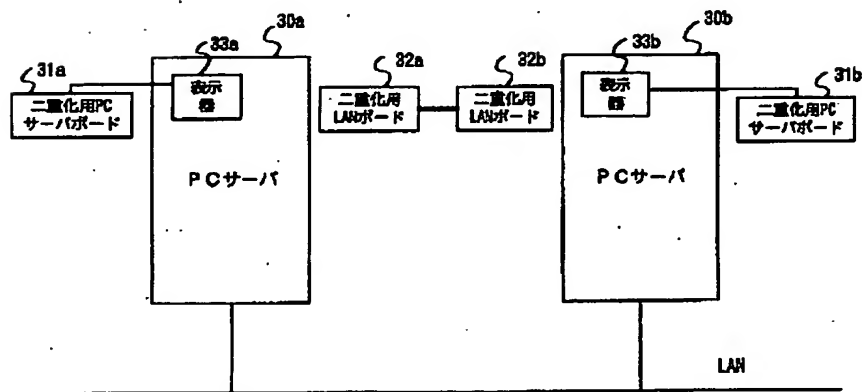 30a
33a
31a
表示
器
二重化用PC
サーバボード
PCサーバ
32a
32b
二重化用
LANボード
二重化用
LANボード
30b
33b
31b
表示
器
二重化用PC
サーバボード
PCサーバ
LAN